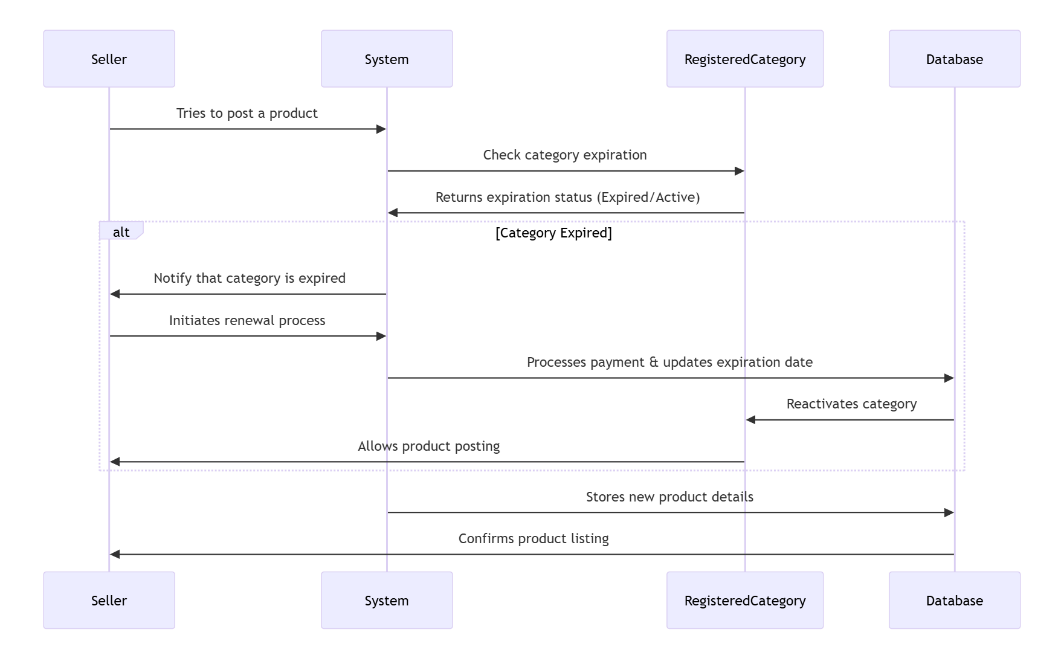 Seller
System
RegisteredCategory
Database
Tries to post a product
Check category expiration
Returns expiration status (Expired/Active)
alt
[Category Expired]
Notify that category is expired
Initiates renewal process
Processes payment & updates expiration date
Reactivates category
Allows product posting
Stores new product details
Confirms product listing
Seller
System
RegisteredCategory
Database